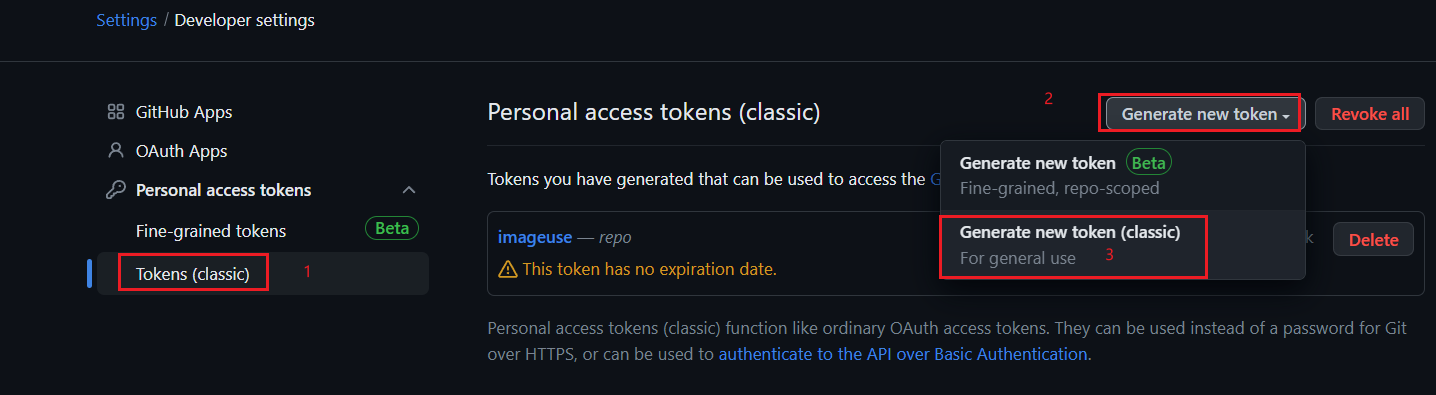 Settings / Developer settings
GitHub Apps
OAuth Apps
Personal access tokens
Fine-grained tokens Beta
Tokens (classic) 1
Personal access tokens (classic)
2
Generate new token
Revoke all
Generate new token Beta
Fine-grained, repo-scoped
Generate new token (classic)
For general use 3
Tokens you have generated that can be used to access the G
imageuse — repo
k
Delete
This token has no expiration date.
Personal access tokens (classic) function like ordinary OAuth access tokens. They can be used instead of a password for Git
over HTTPS, or can be used to authenticate to the API over Basic Authentication.